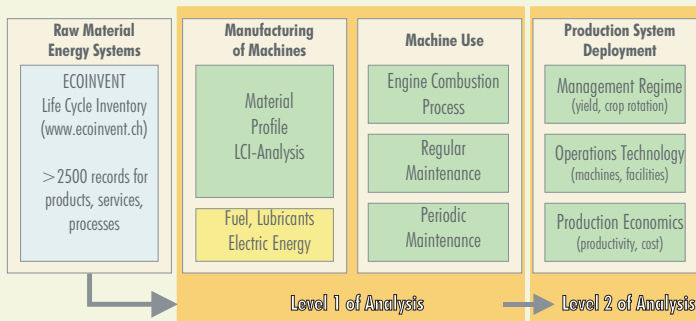 Raw Material
Energy Systems
ECOINVENT
Life Cycle Inventory
(www.ecoinvent.ch)
>2500 records for
products, services,
processes
Manufacturing
of Machines
Material
Profile
LCI-Analysis
Fuel, Lubricants
Electric Energy
Machine Use
Engine Combustion
Process
Regular
Maintenance
Periodic
Maintenance
Production System
Deployment
Management Regime
(yield, crop rotation)
Operations Technology
(machines, facilities)
Production Economics
(productivity, cost)
Level 1 of Analysis
Level 2 of Analysis